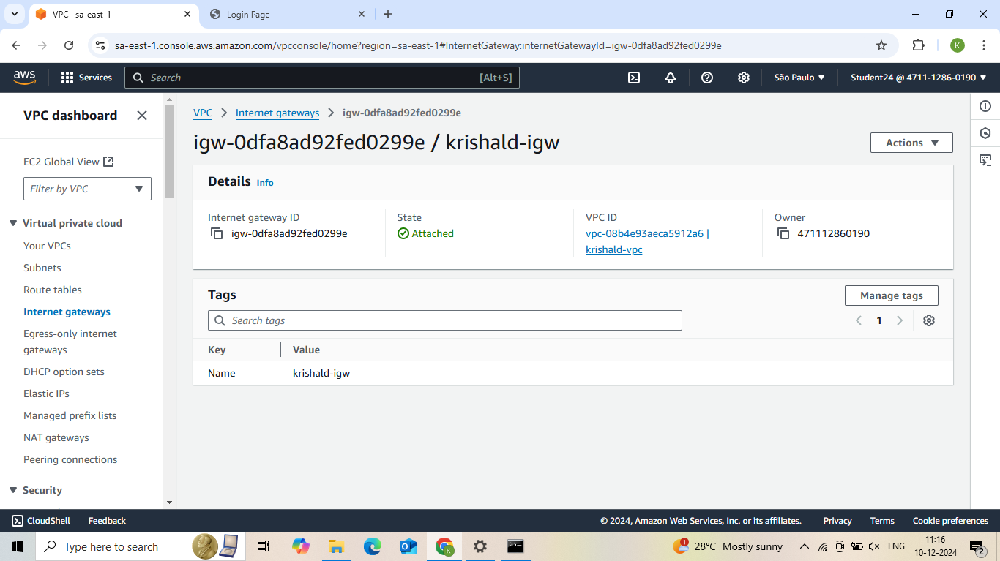 VPC | sa-east-1
Login Page
sa-east-1.console.aws.amazon.com/vpcconsole/home?region=sa-east-1#InternetGateway:internetGatewayId=igw-0dfa8ad92fed0299e
K
aws
Services
Search
[Alt+S]
São Paulo
Student24 @ 4711-1286-0190
VPC dashboard
EC2 Global View
Filter by VPC
Virtual private cloud
Your VPCs
Subnets
Route tables
Internet gateways
Egress-only internet
gateways
DHCP option sets
Elastic IPs
Managed prefix lists
NAT gateways
Peering connections
Security
VPC
Internet gateways
igw-0dfa8ad92fed0299e
igw-0dfa8ad92fed0299e / krishald-igw
Actions
Details
Info
Internet gateway ID
igw-0dfa8ad92fed0299e
State
Attached
VPC ID
vpc-08b4e93aeca5912a6 |
krishald-vpc
Owner
471112860190
Tags
Manage tags
Search tags
1
Key
Value
Name
krishald-igw
CloudShell
Feedback
© 2024, Amazon Web Services, Inc. or its affiliates.
Privacy
Terms
Cookie preferences
Type here to search
K
1
28°C Mostly sunny
ENG
11:16
10-12-2024
2